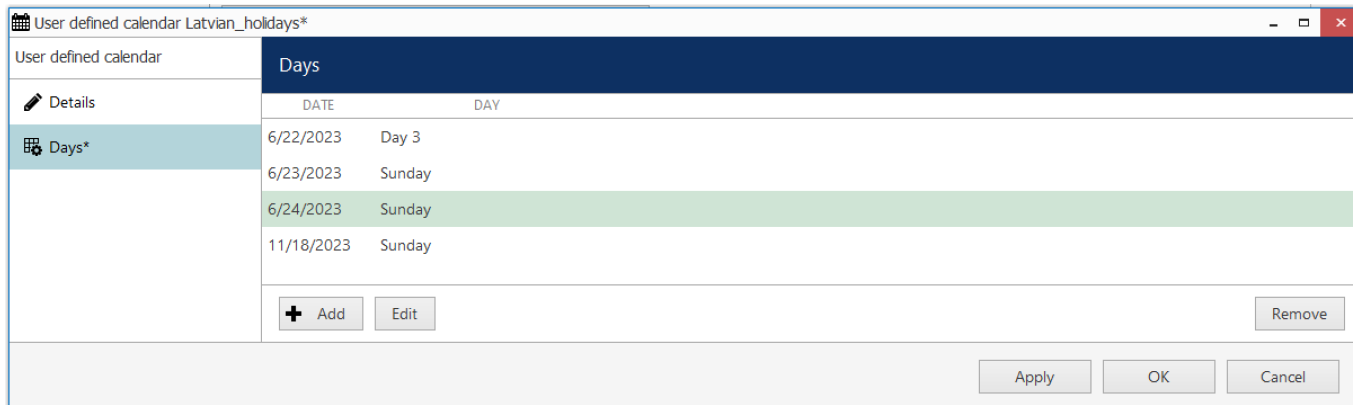 User defined calendar Latvian_holidays*
User defined calendar
Details
Days*
Days
DATE DAY
6/22/2023 Day 3
6/23/2023 Sunday
6/24/2023 Sunday
11/18/2023 Sunday
Add Edit Remove
Apply OK Cancel